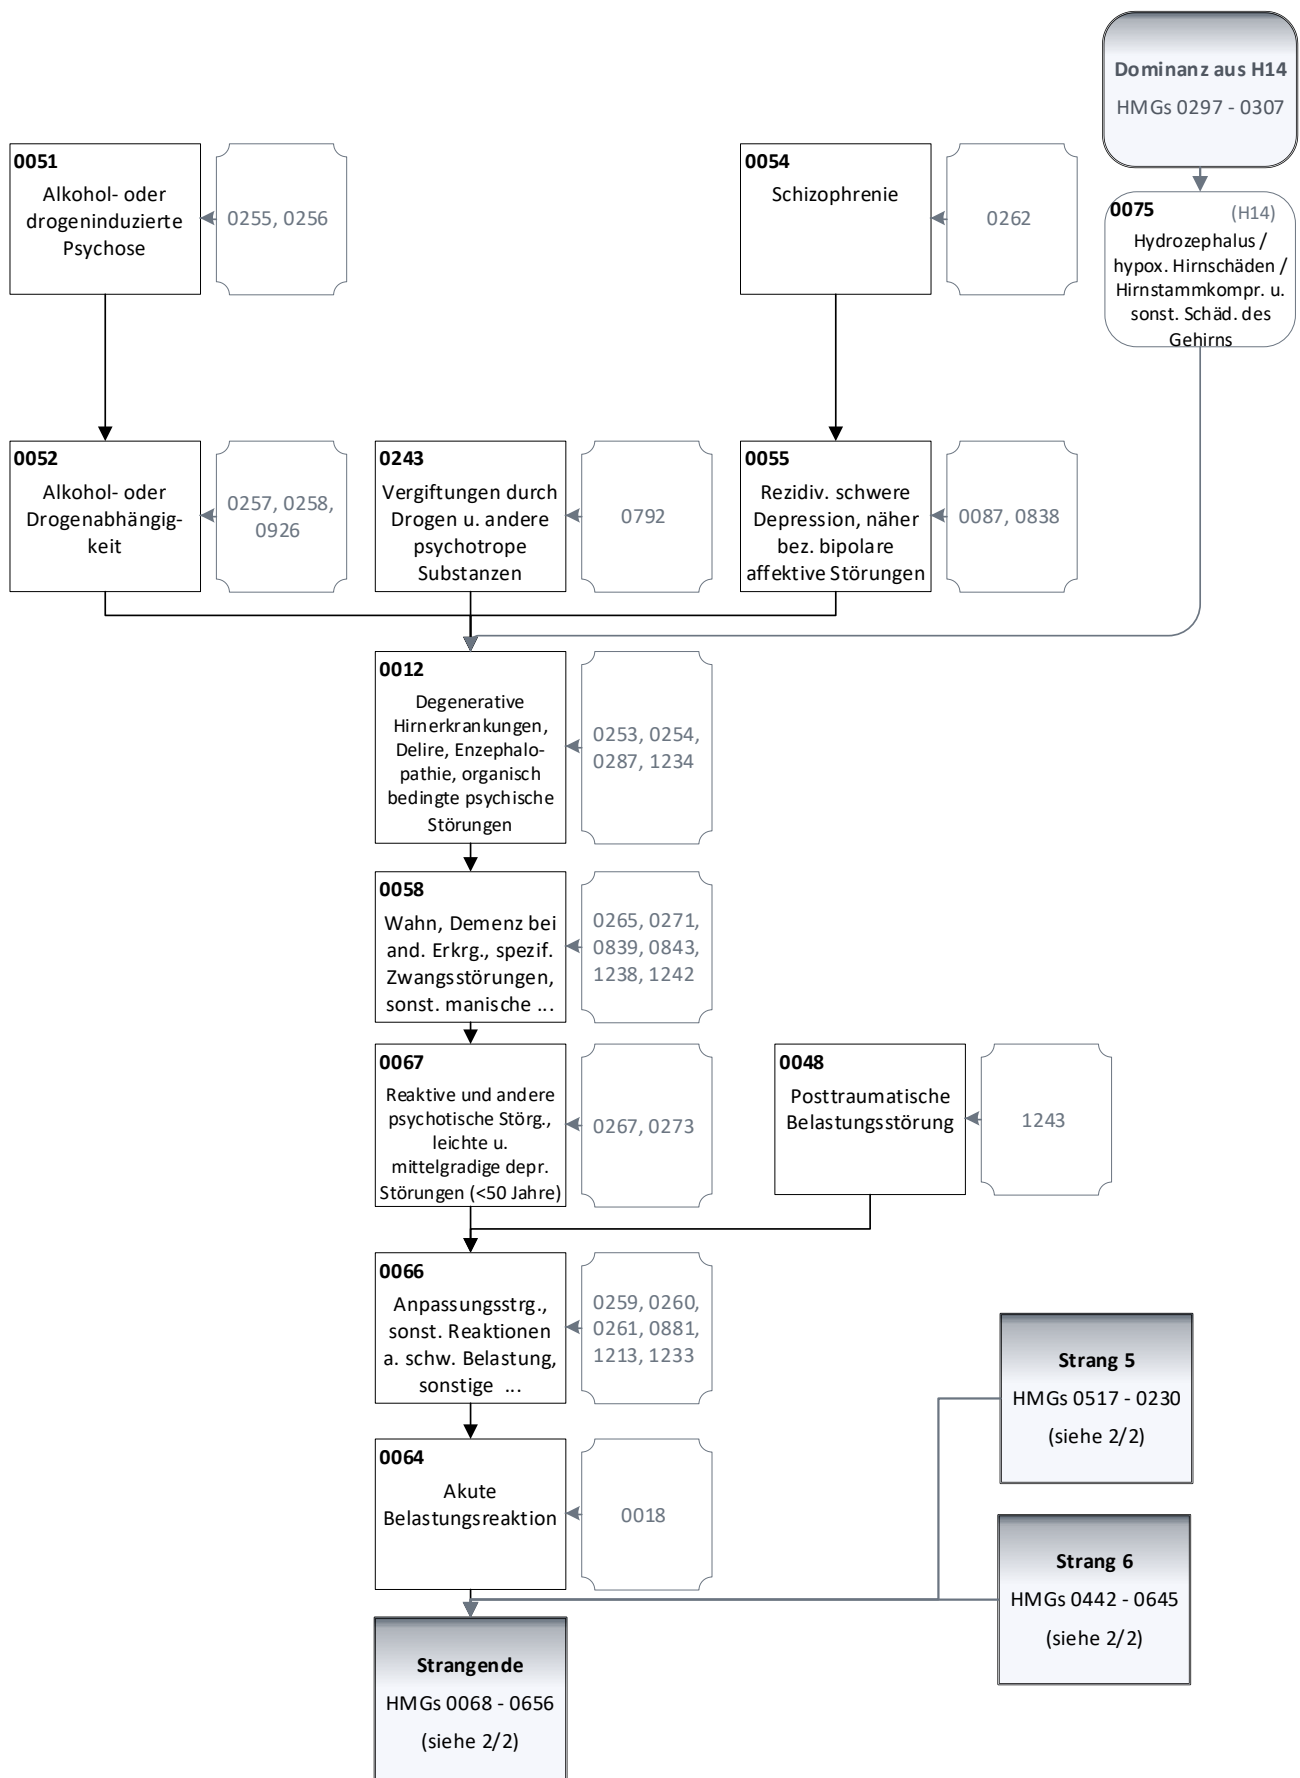 Dominanz aus H14
HMGs 0297 - 0307
0051
Alkohol- oder
drogeninduzierte
Psychose
0255, 0256
0054
Schizophrenie
0262
0075 (H14)
Hydrozephalus /
hypox. Hirnschäden /
Hirnstammkompr. u.
sonst. Schäd. des
Gehirns
0052
Alkohol- oder
Drogenabhängig-
keit
0257, 0258,
0926
0243
Vergiftungen durch
Drogen u. andere
psychotrope
Substanzen
0792
0055
Rezidiv. schwere
Depression, näher
bez. bipolare
affektive Störungen
0087, 0838
0012
Degenerative
Hirnerkrankungen,
Delire, Enzephalo-
pathie, organisch
bedingte psychische
Störungen
0253, 0254,
0287, 1234
0058
Wahn, Demenz bei
and. Erkrg., spezif.
Zwangsstörungen,
sonst. manische ...
0265, 0271,
0839, 0843,
1238, 1242
0067
Reaktive und andere
psychotische Störg.,
leichte u.
mittelgradige depr.
Störungen (<50 Jahre)
0267, 0273
0048
Posttraumatische
Belastungsstörung
1243
0066
Anpassungsstrg.,
sonst. Reaktionen
a. schw. Belastung,
sonstige ...
0259, 0260,
0261, 0881,
1213, 1233
Strang 5
HMGs 0517 - 0230
(siehe 2/2)
0064
Akute
Belastungsreaktion
0018
Strang 6
HMGs 0442 - 0645
(siehe 2/2)
Strangende
HMGs 0068 - 0656
(siehe 2/2)